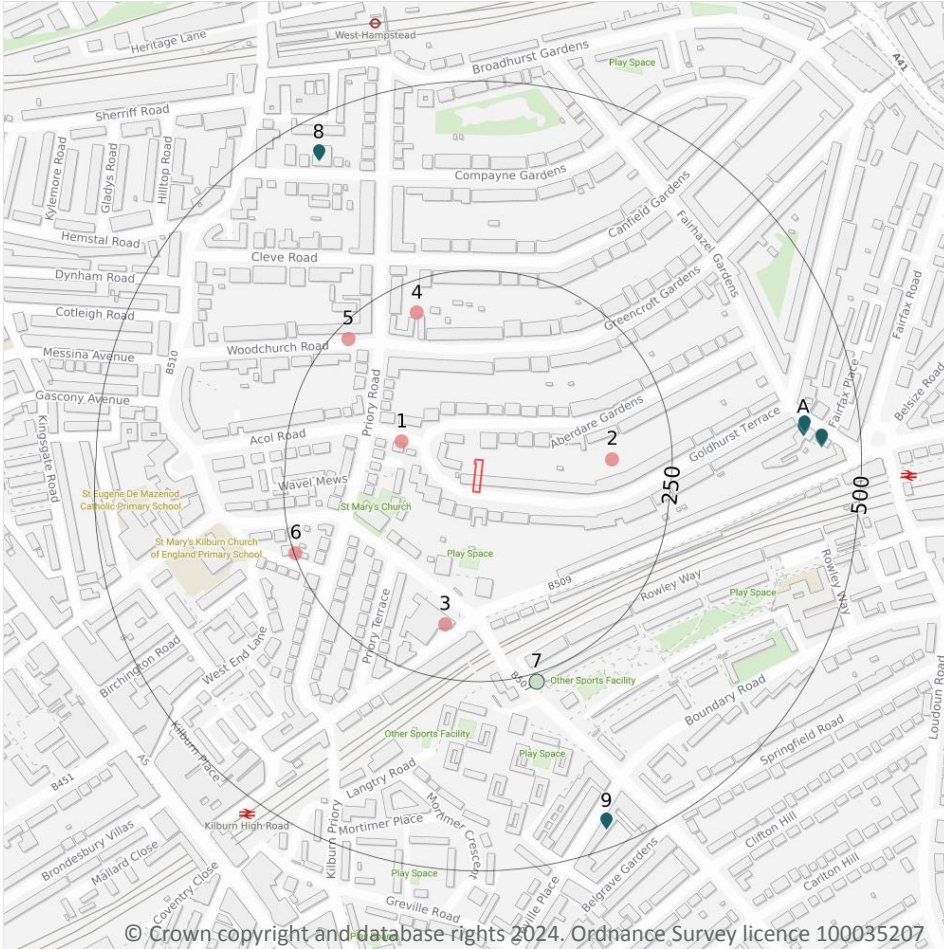 Heritage Lane
West Hampstead
Broadhurst Gardens
Play Space
A41
Sherriff Road
8
Kylemore Road
Gladys Road
Hilltop Road
Compayne Gardens
Canfield Gardens
Fairhazel Gardens
Hemstal Road
Cleve Road
Dynham Road
4
Greencroft Gardens
Fairfax Road
Cotleigh Road
5
Messina Avenue
Woodchurch Road
B510
Fairfax Place
Belsize Road
Gascony Avenue
Priory Road
Kingsgate Road
Acol Road
1
Aberdare Gardens
2
Goldhurst Terrace
A
250
500
Wavel Mews
St Eugene De Mazenod
Catholic Primary School
St Mary's Church
St Mary's Kilburn Church
of England Primary School
6
Play Space
B509
Rowley Way
Rowley Way
Play Space
3
Priory Terrace
Birchington Road
West End Lane
7
Other Sports Facility
Boundary Road
Loudoun Road
Kilburn Place
Other Sports Facility
Play Space
Springfield Road
A5
B451
Langtry Road
9
Kilburn High Road
Kilburn Priory
Mortimer Place
Mortimer Crescent
Brondesbury Villas
Mallard Close
Coventry Close
Play Space
Belgrave Gardens
Clifton Hill
Carlton Hill
Greville Road
© Crown copyright and database rights 2024. Ordnance Survey licence 100035207